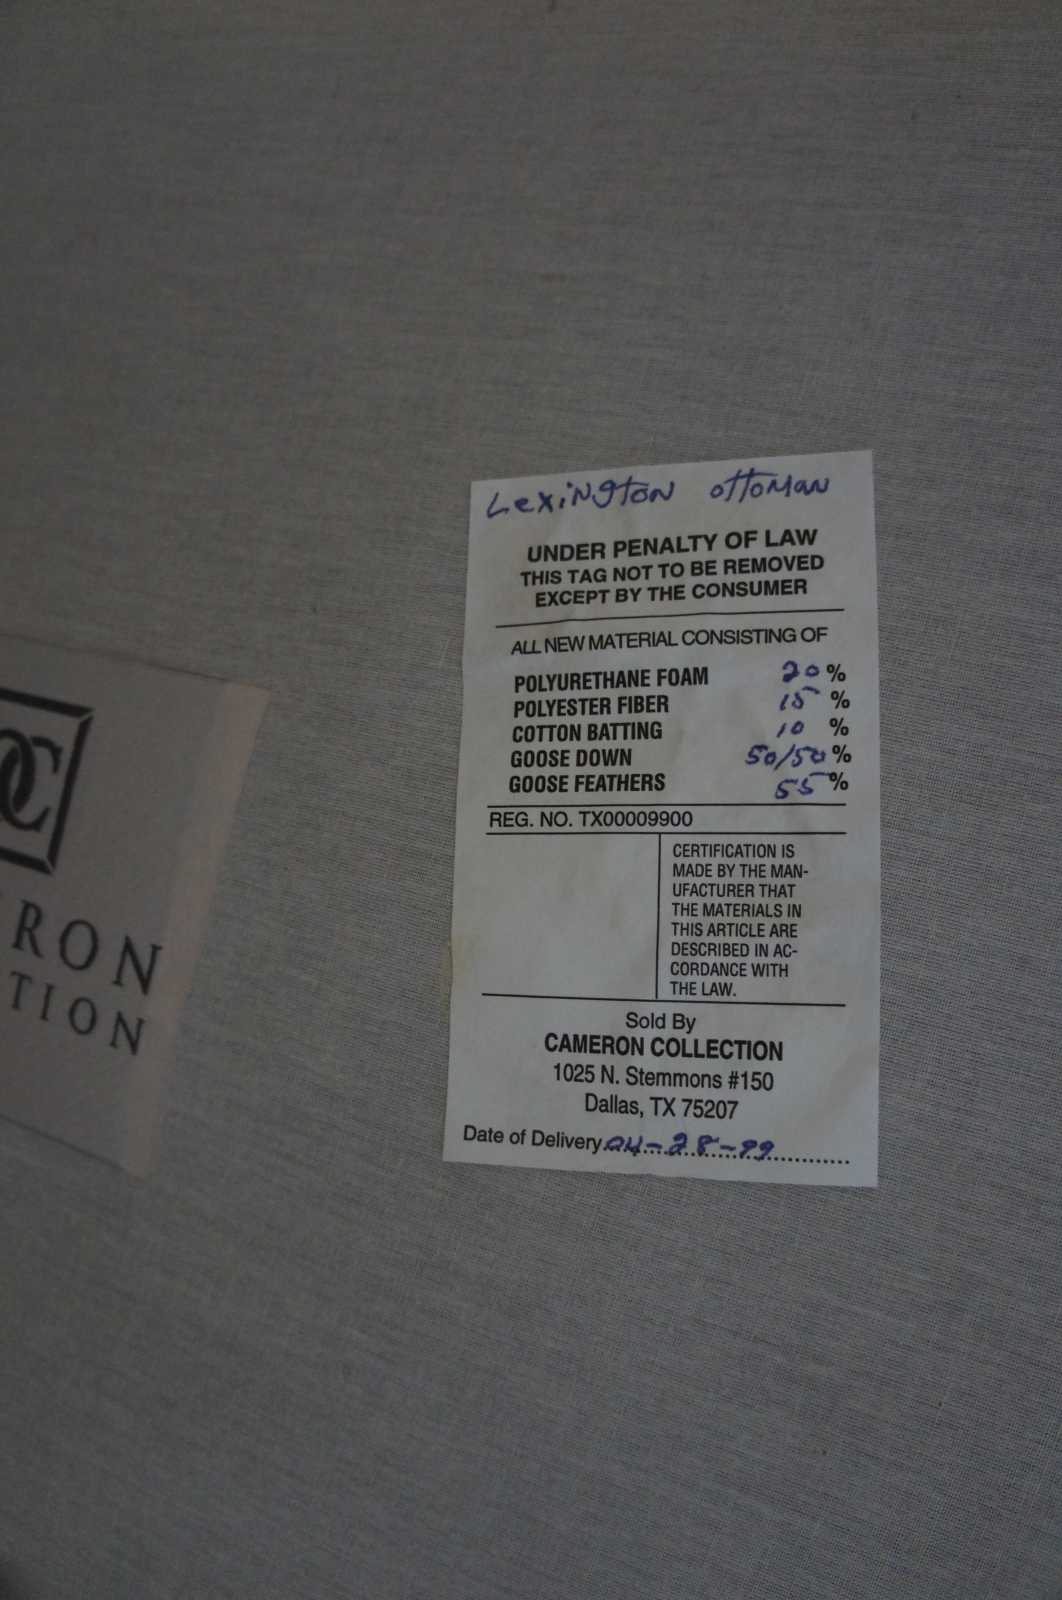 Lexington Ottoman
UNDER PENALTY OF LAW
THIS TAG NOT TO BE REMOVED
EXCEPT BY THE CONSUMER
ALL NEW MATERIAL CONSISTING OF
POLYURETHANE FOAM 20 %
POLYESTER FIBER 15 %
COTTON BATTING 10 %
GOOSE DOWN 50/50 %
GOOSE FEATHERS 55 %
REG. NO. TX00009900
CERTIFICATION IS
MADE BY THE MAN-
UFACTURER THAT
THE MATERIALS IN
THIS ARTICLE ARE
DESCRIBED IN AC-
CORDANCE WITH
THE LAW.
Sold By
CAMERON COLLECTION
1025 N. Stemmons #150
Dallas, TX 75207
Date of Delivery 04-28-99
C
RON
TION